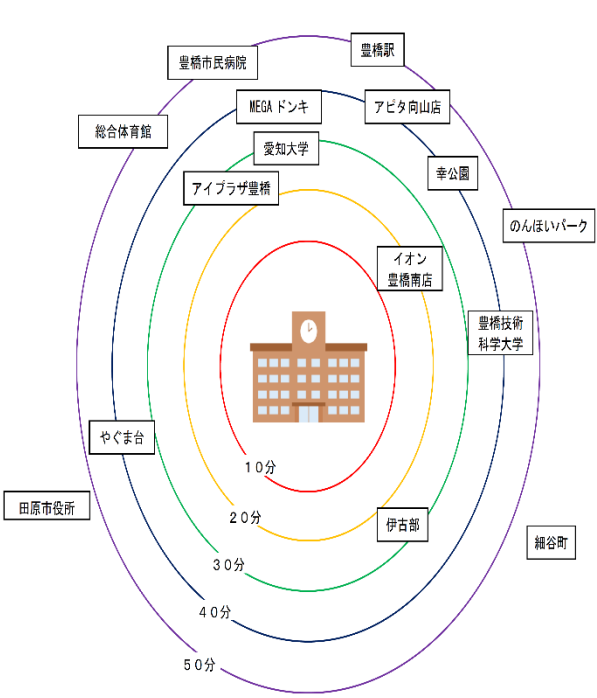 豊橋駅
豊橋市民病院
MEGA ドンキ
アピタ向山店
総合体育館
愛知大学
幸公園
アイプラザ豊橋
のんほいパーク
イオン
豊橋南店
豊橋技術
科学大学
やぐま台
10分
田原市役所
20分
伊古部
細谷町
30分
40分
50分